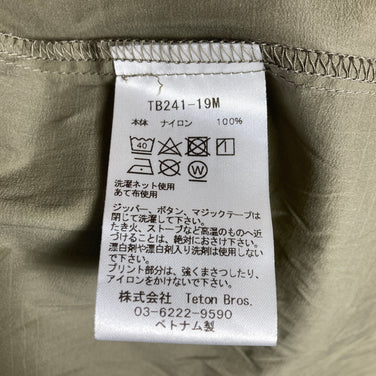 TB241-19M
本体 ナイロン 100%
40
W
洗濯ネット使用
あて布使用
ジッパー、ボタン、マジックテープは
閉じて洗濯して下さい。
たき火、ストーブなど高温のものへ近
づけることは、絶対にお避け下さい。
漂白剤や漂白剤入り洗剤は使用しない
で下さい。
プリント部分は、強くまさつしたり、
アイロンをかけないで下さい。
株式会社 Teton Bros.
03-6222-9590
ベトナム製